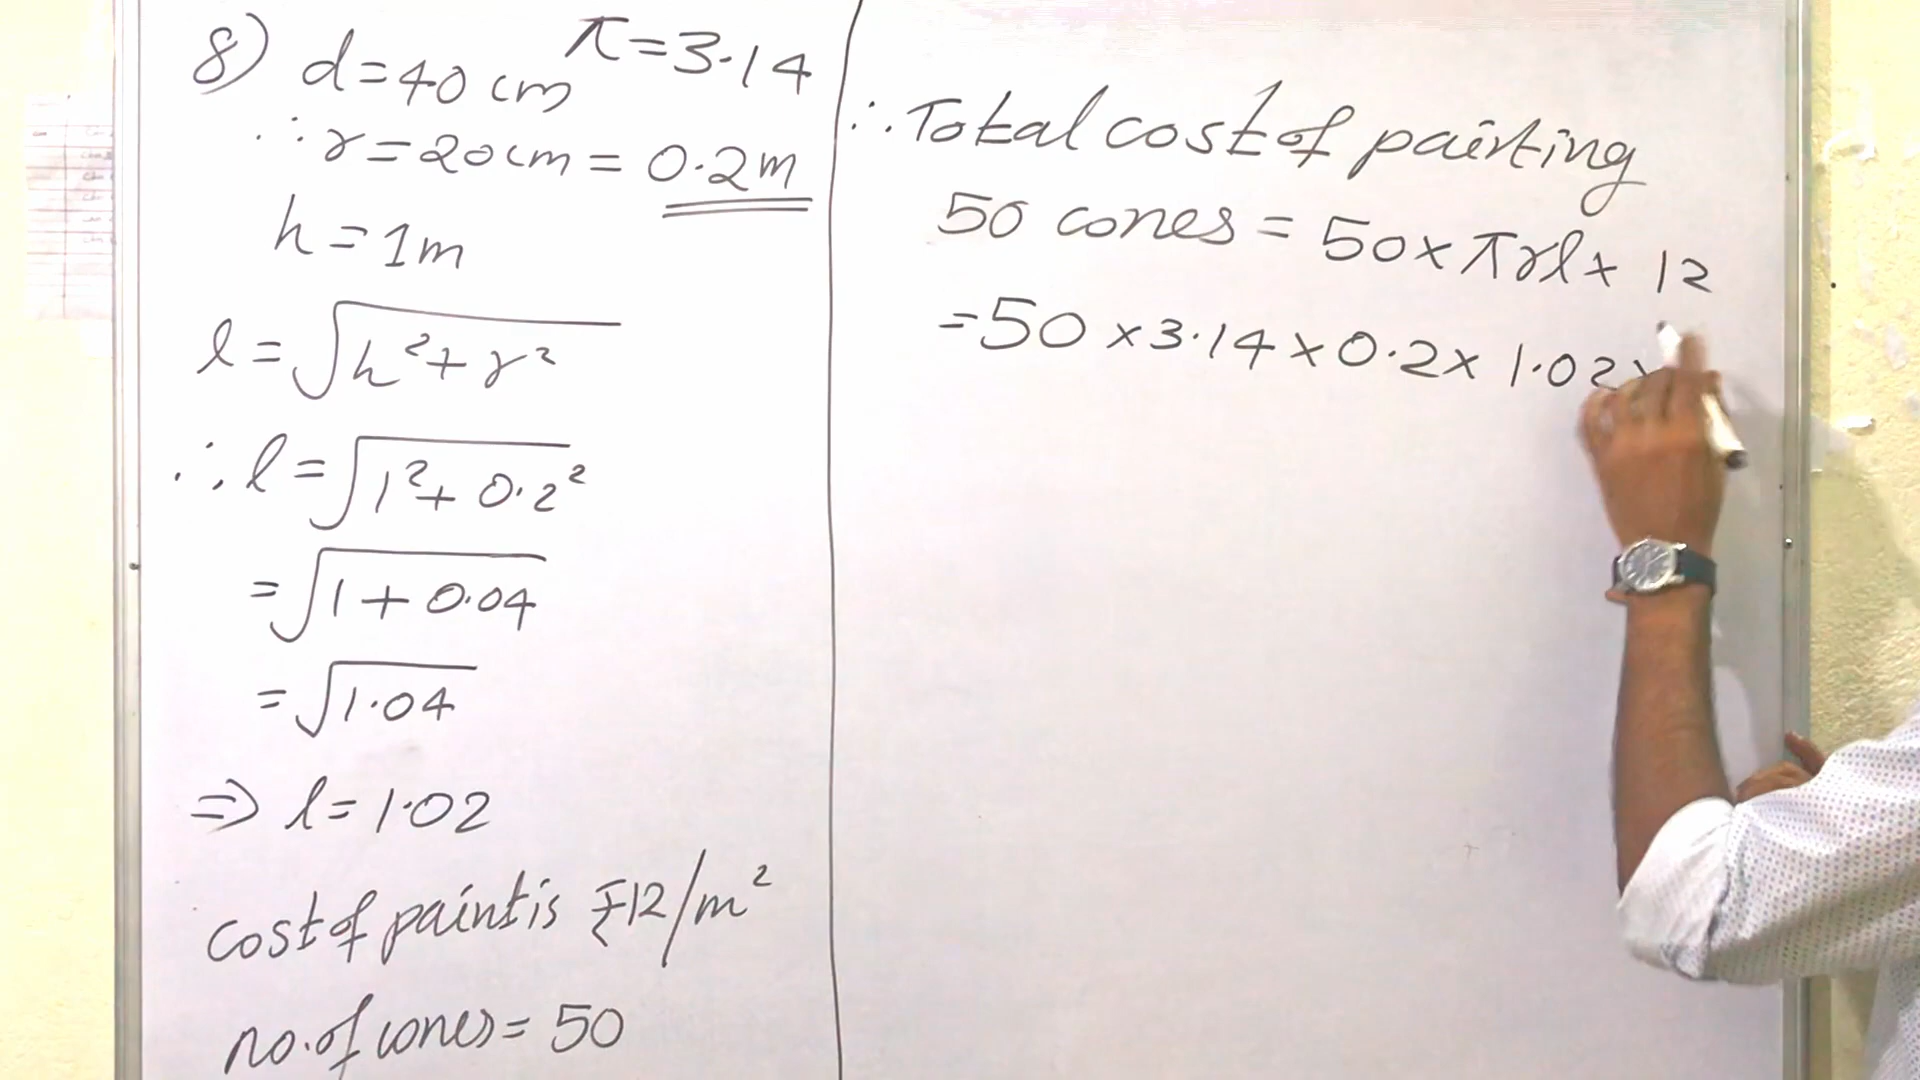 8) d=40 cm π=3.14
∴ r=20cm = 0.2m
h=1m
l=√h²+r²
∴ l=√1²+0.2²
=√1+0.04
=√1.04
⇒ l=1.02
cost of paint is ₹12/m²
no. of cones=50
∴ Total cost of painting
50 cones = 50×πrl× 12
=50×3.14×0.2×1.02×